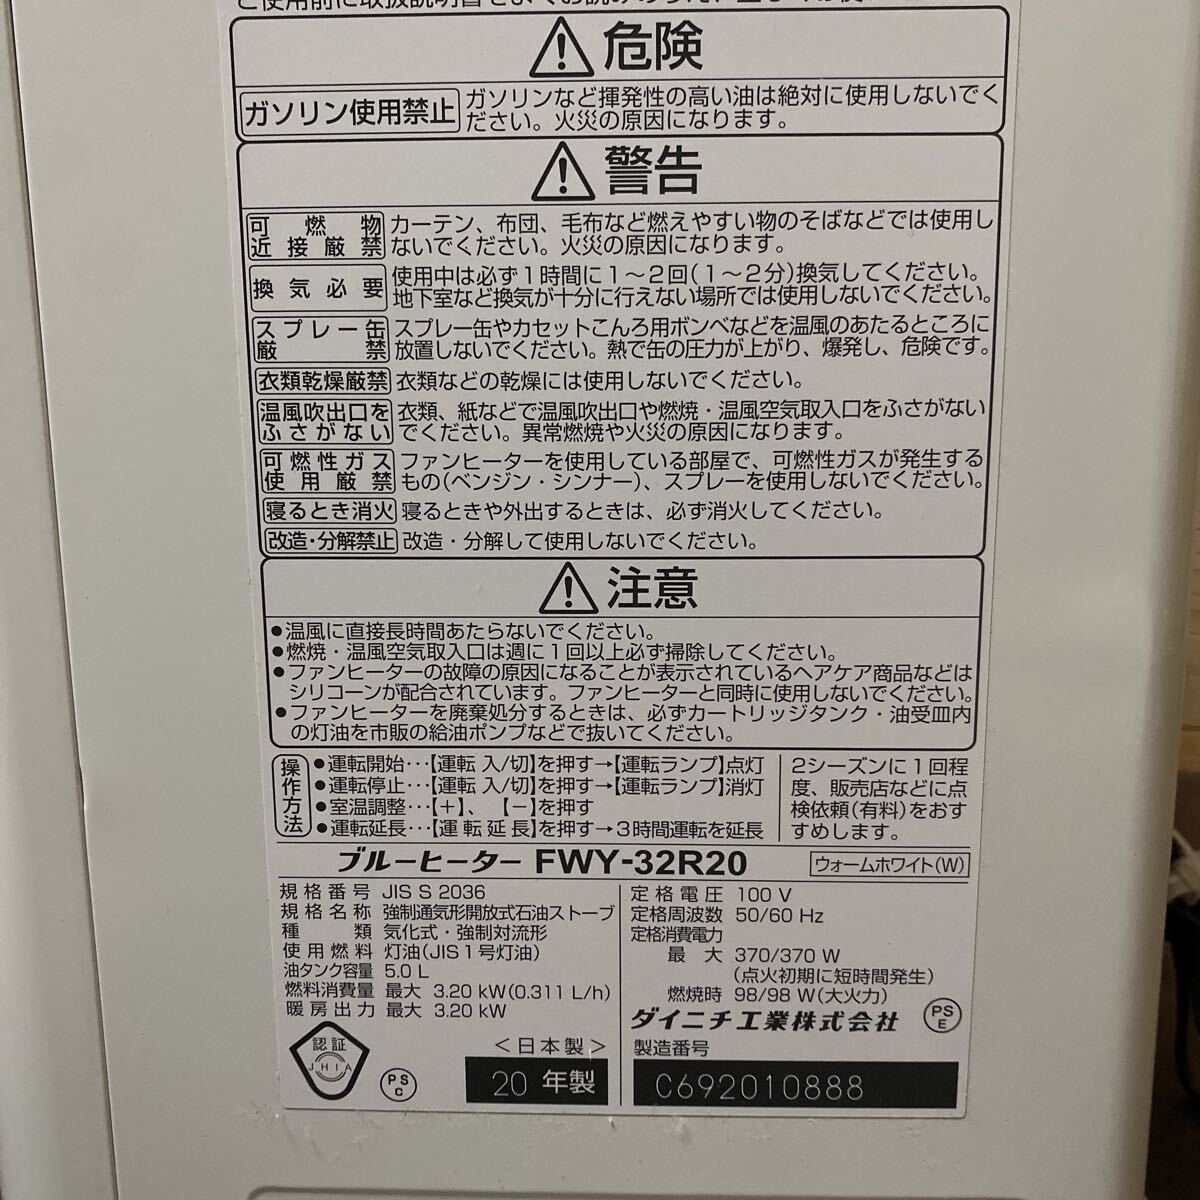 危険
ガソリン使用禁止
ガソリンなど揮発性の高い油は絶対に使用しないでく
ださい。火災の原因になります。
警告
可燃物
近接厳禁
カーテン、布団、毛布など燃えやすい物のそばなどでは使用し
ないでください。火災の原因になります。
換気必要
使用中は必ず1時間に1〜2回(1〜2分)換気してください。
地下室など換気が十分に行えない場所では使用しないでください。
スプレー缶
厳禁
スプレー缶やカセットこんろ用ボンベなどを温風のあたるところに
放置しないでください。熱で缶の圧力が上がり、爆発し、危険です。
衣類乾燥厳禁
衣類などの乾燥には使用しないでください。
温風吹出口を
ふさがない
衣類、紙などで温風吹出口や燃焼・温風空気取入口をふさがない
でください。異常燃焼や火災の原因になります。
可燃性ガス
使用厳禁
ファンヒーターを使用している部屋で、可燃性ガスが発生する
もの(ベンジン・シンナー)、スプレーを使用しないでください。
寝るとき消火
寝るときや外出するときは、必ず消火してください。
改造・分解禁止
改造・分解して使用しないでください。
注意
●温風に直接長時間あたらないでください。
●燃焼・温風空気取入口は週に1回以上必ず掃除してください。
●ファンヒーターの故障の原因になることが表示されているヘアケア商品などは
シリコーンが配合されています。ファンヒーターと同時に使用しないでください。
●ファンヒーターを廃棄処分するときは、必ずカートリッジタンク・油受皿内
の灯油を市販の給油ポンプなどで抜いてください。
操作方法
●運転開始…【運転 入/切】を押す→【運転ランプ】点灯
●運転停止…【運転 入/切】を押す→【運転ランプ】消灯
●室温調整…【+】、【−】を押す
●運転延長…【運転延長】を押す→3時間運転を延長
2シーズンに1回程
度、販売店などに点
検依頼(有料)をおす
すめします。
ブルーヒーター FWY-32R20
ウォームホワイト(W)
規格番号 JIS S 2036
規格名称 強制通気形開放式石油ストーブ
種類 気化式・強制対流形
使用燃料 灯油(JIS1号灯油)
油タンク容量 5.0 L
燃料消費量 最大 3.20 kW(0.311 L/h)
暖房出力 最大 3.20 kW
定格電圧 100 V
定格周波数 50/60 Hz
定格消費電力
最大 370/370 W
(点火初期に短時間発生)
燃焼時 98/98 W(大火力)
ダイニチ工業株式会社
PS
E
認証
JHIA
PS
C
<日本製>
20 年製
製造番号
C692010888